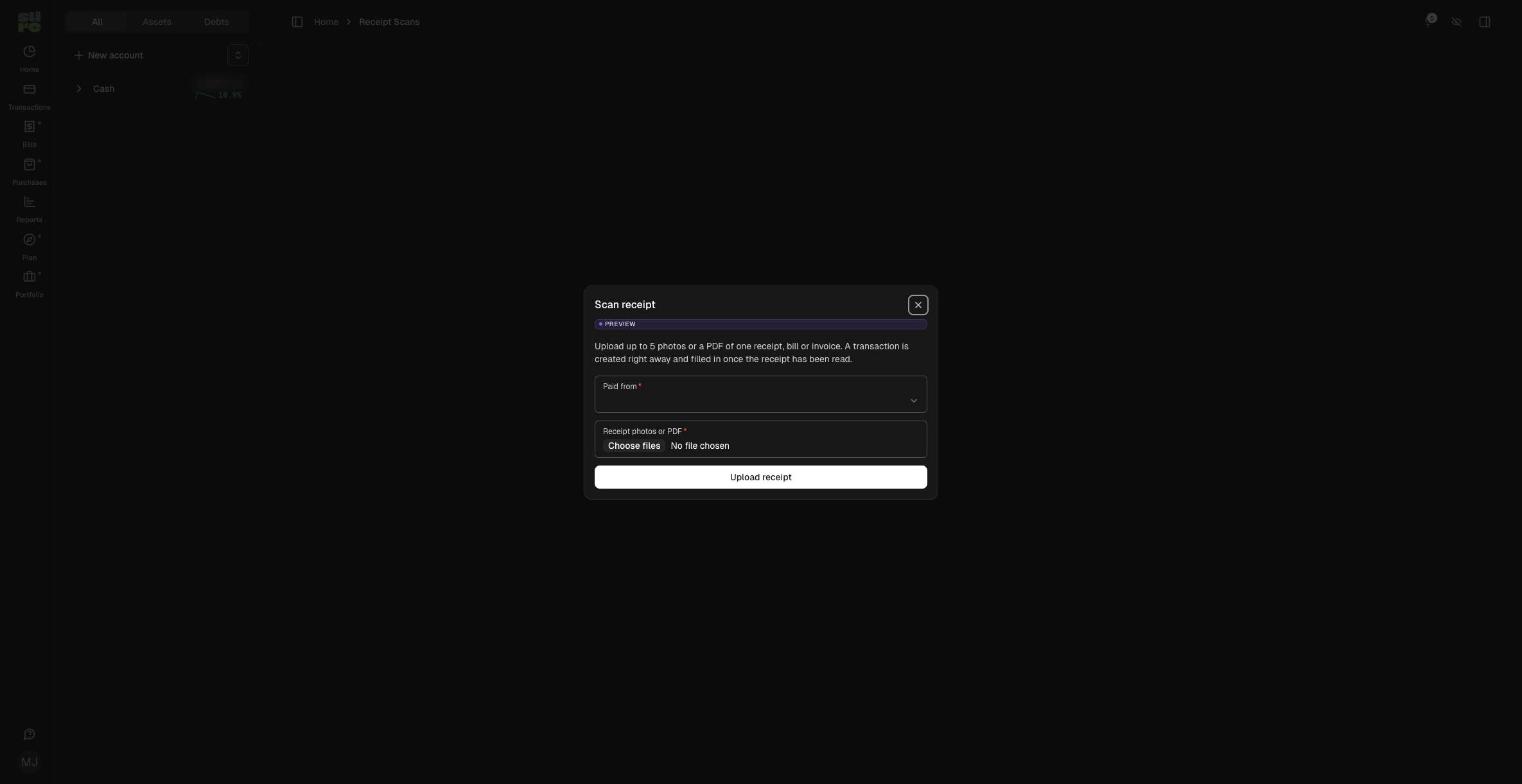 sure
All
Assets
Debts
New account
Cash
10.9%
Home
Transactions
Bills
Purchases
Reports
Plan
Portfolio
MJ
Home
Receipt Scans
Scan receipt
PREVIEW
Upload up to 5 photos or a PDF of one receipt, bill or invoice. A transaction is
created right away and filled in once the receipt has been read.
Paid from *
Receipt photos or PDF *
Choose files No file chosen
Upload receipt